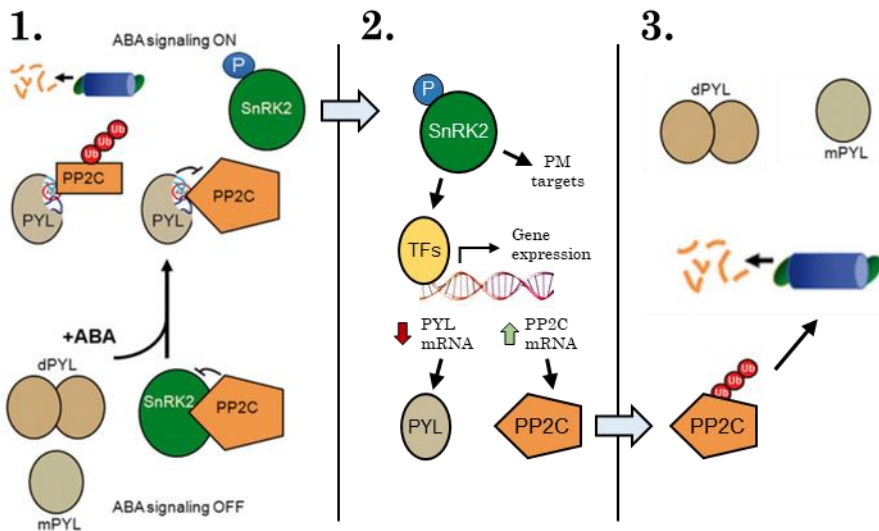 1.
ABA signaling ON
P
SnRK2
Ub
Ub
Ub
PP2C
PYL
PYL
PP2C
+ABA
dPYL
SnRK2
PP2C
mPYL
ABA signaling OFF
2.
P
SnRK2
PM
targets
TFs
Gene
expression
PYL
mRNA
PP2C
mRNA
PYL
PP2C
3.
dPYL
mPYL
Ub
Ub
Ub
PP2C